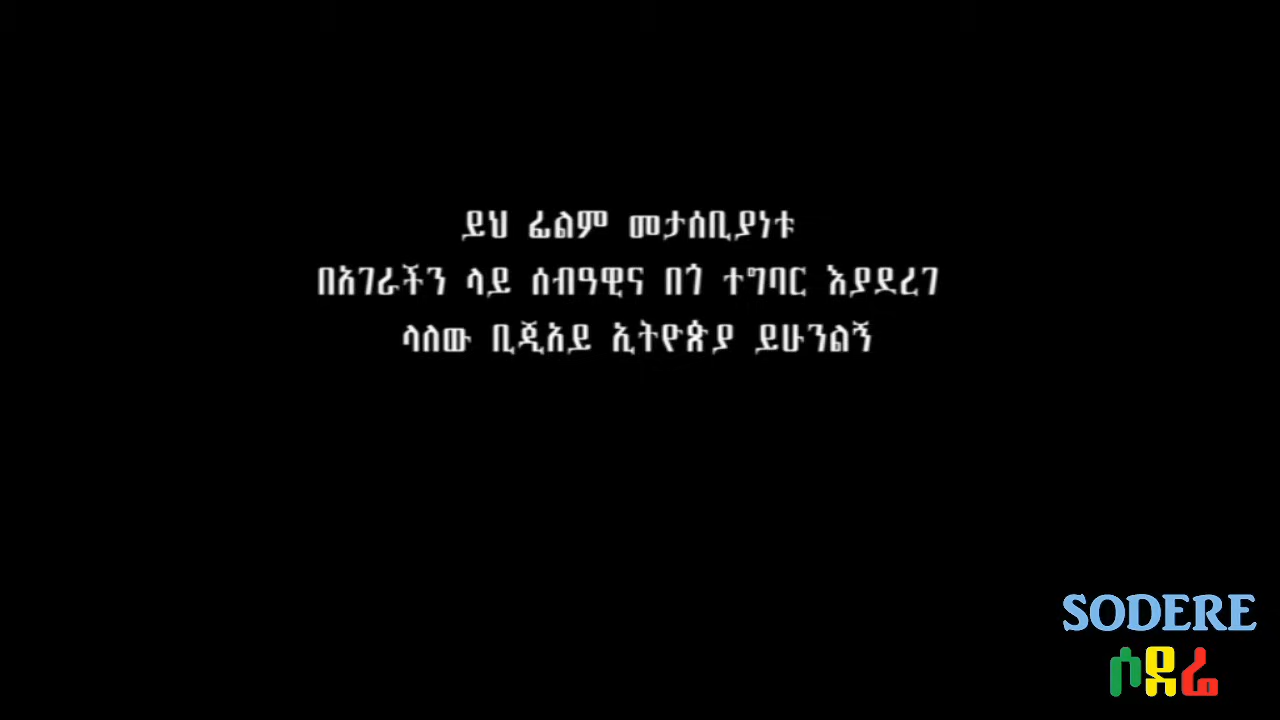 ይህ ፊልም መታሰቢያነቱ
በአገራችን ላይ ሰብዓዊና በጎ ተግባር እያደረገ
ላለው ቢጂአይ ኢትዮጵያ ይሁንልኝ
SODERE
ሶደሬ